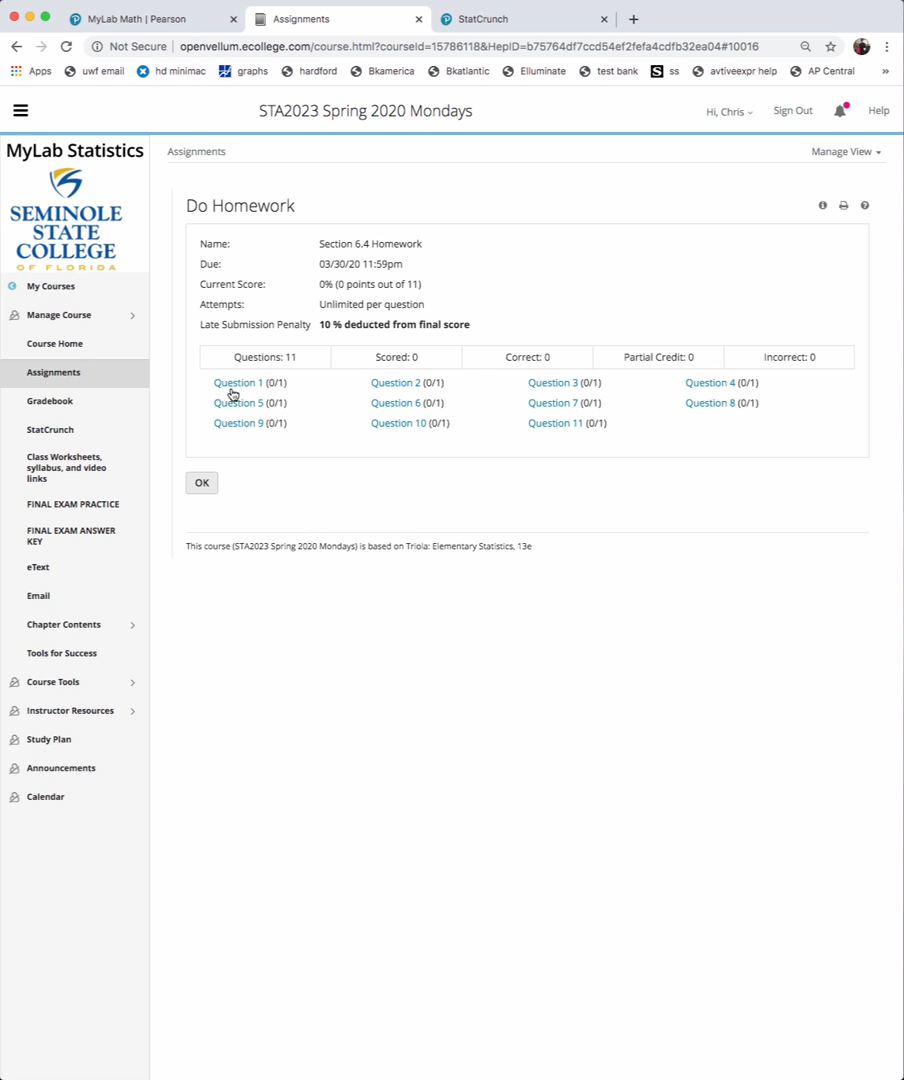 MyLab Math | Pearson
Assignments
StatCrunch
Not Secure | openvellum.ecollege.com/course.html?courseId=15786118&HepID=b75764df7ccd54ef2fefa4cdfb32ea04#10016
Apps uwf email hd minimac graphs hardford Bkamerica Bkatlantic Elluminate test bank ss avtiveexpr help AP Central »
STA2023 Spring 2020 Mondays
Hi, Chris
Sign Out
Help
MyLab Statistics
SEMINOLE
STATE
COLLEGE
OF FLORIDA
My Courses
Manage Course
Course Home
Assignments
Gradebook
StatCrunch
Class Worksheets,
syllabus, and video
links
FINAL EXAM PRACTICE
FINAL EXAM ANSWER
KEY
eText
Email
Chapter Contents
Tools for Success
Course Tools
Instructor Resources
Study Plan
Announcements
Calendar
Assignments
Manage View
Do Homework
Name: Section 6.4 Homework
Due: 03/30/20 11:59pm
Current Score: 0% (0 points out of 11)
Attempts: Unlimited per question
Late Submission Penalty 10 % deducted from final score
Questions: 11 Scored: 0 Correct: 0 Partial Credit: 0 Incorrect: 0
Question 1 (0/1) Question 2 (0/1) Question 3 (0/1) Question 4 (0/1)
Question 5 (0/1) Question 6 (0/1) Question 7 (0/1) Question 8 (0/1)
Question 9 (0/1) Question 10 (0/1) Question 11 (0/1)
OK
This course (STA2023 Spring 2020 Mondays) is based on Triola: Elementary Statistics, 13e